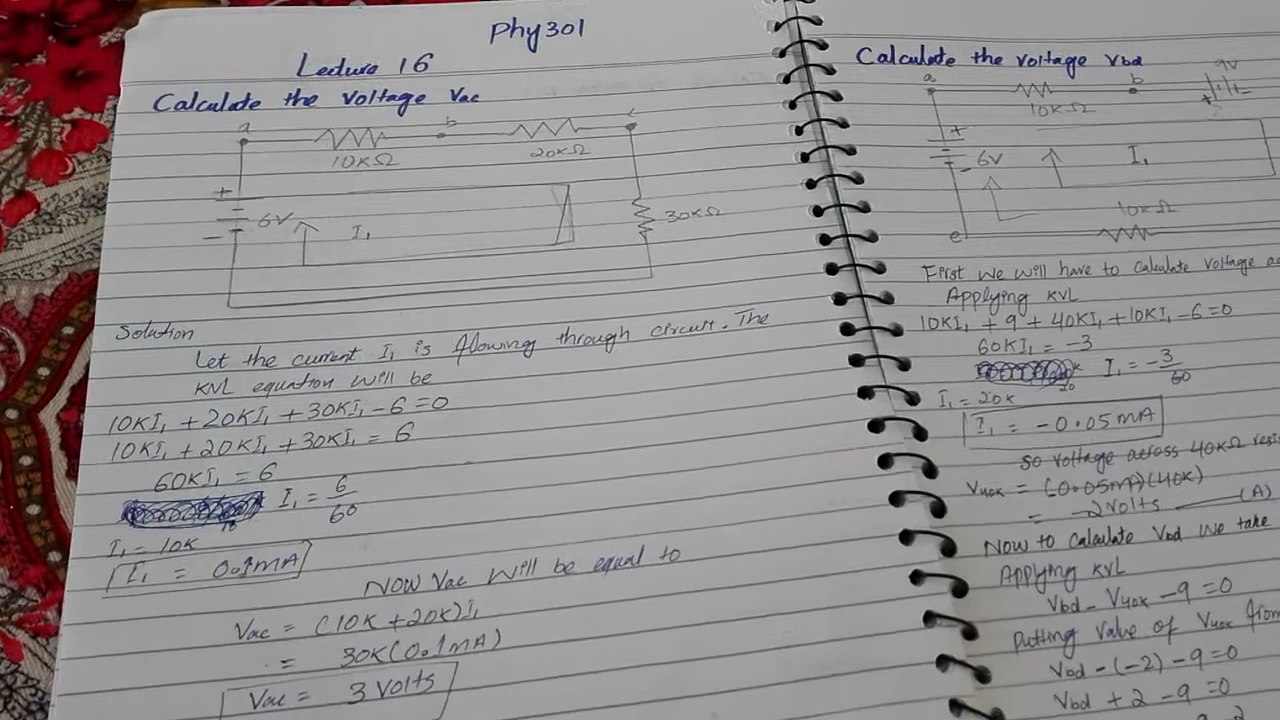 Phy301
Lecture 16
Calculate the Voltage Vac
a
b
c
10KΩ
20KΩ
+
6V
-
I₁
30KΩ
Solution
Let the current I₁ is flowing through circuit. The
KVL equation will be
10KI₁ + 20KI₁ + 30KI₁ - 6 = 0
10KI₁ + 20KI₁ + 30KI₁ = 6
60KI₁ = 6
I₁ = 6/60
I₁ = 10K
I₁ = 0.1mA
NOW Vac will be equal to
Vac = (10K + 20K)I₁
= 30K(0.1mA)
Vac = 3 volts
Calculate the voltage Vbd
a
b
9V
10KΩ
+
+
6V
-
I₁
10KΩ
e
First we will have to calculate voltage
Applying KVL
10KI₁ + 9 + 40KI₁ + 10KI₁ - 6 = 0
60KI₁ = -3
I₁ = -3/60
I₁ = 20K
I₁ = -0.05mA
so voltage across 40KΩ
V40K = (0.05mA)(40K)
= -2volts (A)
Now to calculate Vbd we take
Applying KVL
Vbd - V40K - 9 = 0
Putting value of V40K from
Vbd - (-2) - 9 = 0
Vbd + 2 - 9 = 0